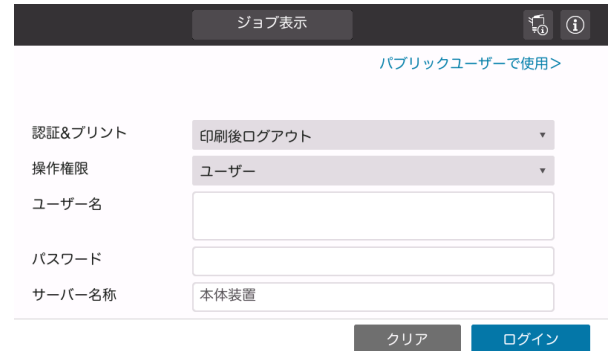 ジョブ表示
パブリックユーザーで使用>
認証&プリント 印刷後ログアウト
操作権限 ユーザー
ユーザー名
パスワード
サーバー名称 本体装置
クリア ログイン